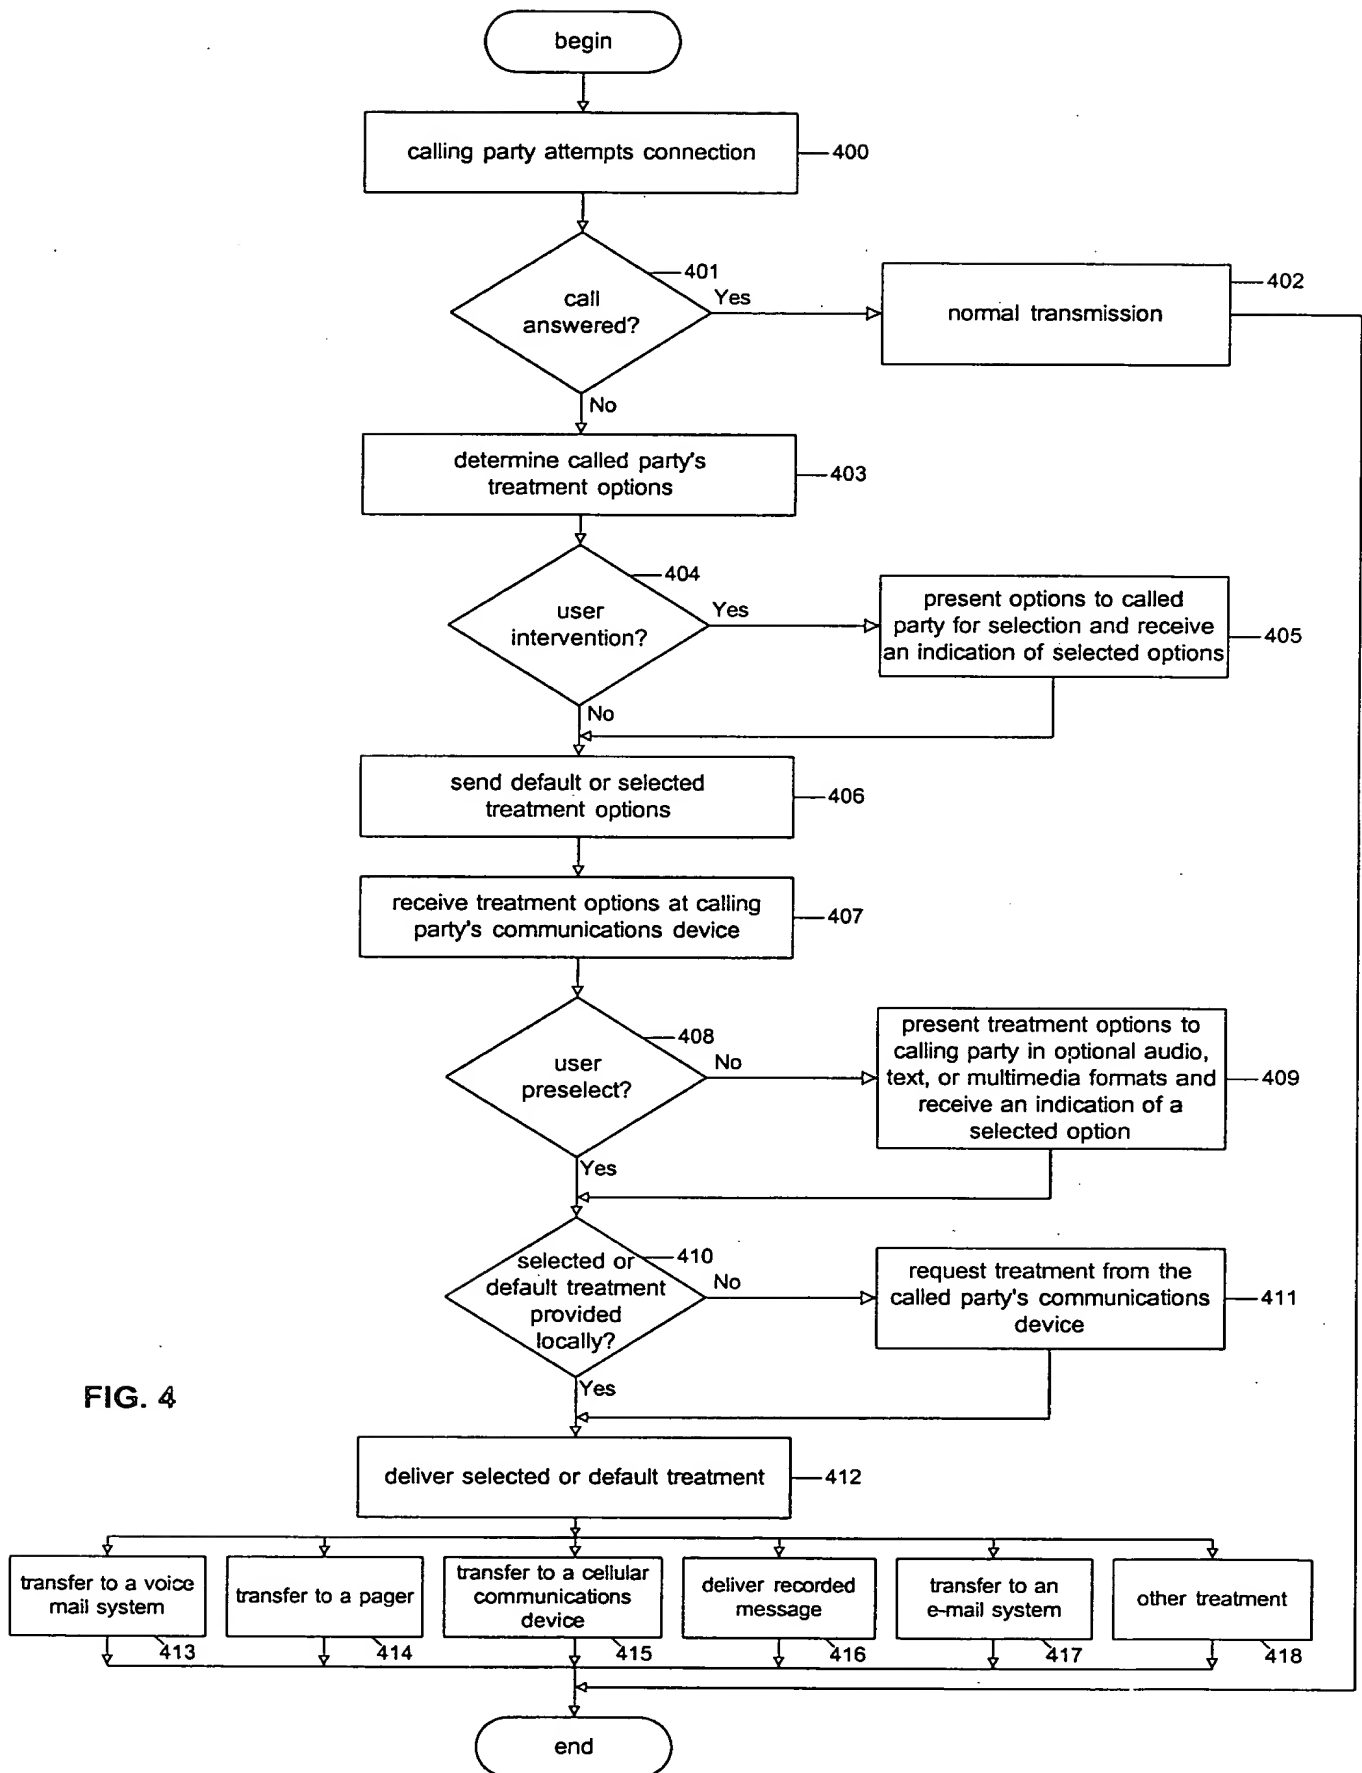 begin
calling party attempts connection
400
401
call
answered?
Yes
normal transmission
402
No
determine called party's
treatment options
403
404
user
intervention?
Yes
present options to called
party for selection and receive
an indication of selected options
405
No
send default or selected
treatment options
406
receive treatment options at calling
party's communications device
407
408
user
preselect?
No
present treatment options to
calling party in optional audio,
text, or multimedia formats and
receive an indication of a
selected option
409
Yes
410
selected or
default treatment
provided
locally?
No
request treatment from the
called party's communications
device
411
Yes
FIG. 4
deliver selected or default treatment
412
transfer to a voice
mail system
413
transfer to a pager
414
transfer to a cellular
communications
device
415
deliver recorded
message
416
transfer to an
e-mail system
417
other treatment
418
end